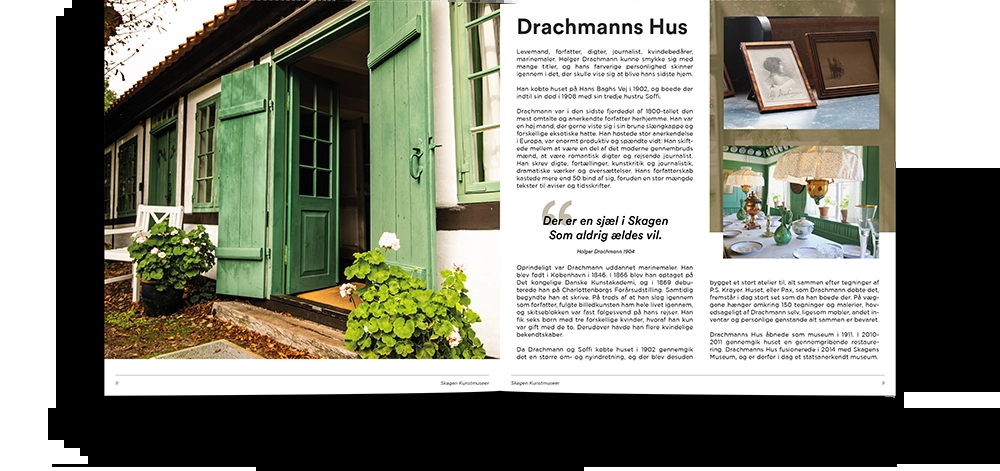 Drachmanns Hus
Levemand, forfatter, digter, journalist, kvindebedårer,
marinemaler. Holger Drachmann kunne smykke sig med
mange titler, og hans farverige personlighed skinner
igennem i det, der skulle vise sig at blive hans sidste hjem.
Han købte huset på Hans Baghs Vej i 1902, og boede der
indtil sin død i 1908 med sin tredje hustru Soffi.
Drachmann var i den sidste fjerdedel af 1800-tallet den
mest omtalte og anerkendte forfatter herhjemme. Han var
en høj mand, der gerne viste sig i sin brune slængkappe og
forskellige eksotiske hatte. Han høstede stor anerkendelse
i Europa, var enormt produktiv og spændte vidt: Han skift-
ede mellem at være en del af det moderne gennembruds
mænd, at være romantisk digter og rejsende journalist.
Han skrev digte, fortællinger, kunstkritik og journalistik,
dramatiske værker og oversættelser. Hans forfatterskab
kastede mere end 50 bind af sig, foruden en stor mængde
tekster til aviser og tidsskrifter.
“
Der er en sjæl i Skagen
Som aldrig ældes vil.
Holger Drachmann 1904
Oprindeligt var Drachmann uddannet marinemaler. Han
blev født i København i 1846. I 1866 blev han optaget på
Det kongelige Danske Kunstakademi, og i 1869 debu-
terede han på Charlottenborgs Forårsudstilling. Samtidig
begyndte han at skrive. På trods af at han slog igennem
som forfatter, fulgte billedkunsten ham hele livet igennem,
og skitseblokken var fast følgesvend på hans rejser. Han
fik seks børn med tre forskellige kvinder, hvoraf han kun
var gift med de to. Derudover havde han flere kvindelige
bekendtskaber.
Da Drachmann og Soffi købte huset i 1902 gennemgik
det en større om- og nyindretning, og der blev desuden
bygget et stort atelier til, alt sammen efter tegninger af
P.S. Krøyer. Huset, eller Pax, som Drachmann døbte det,
fremstår i dag stort set som da han boede der. På væg-
gene hænger omkring 150 tegninger og malerier, hov-
edsageligt af Drachmann selv, ligesom møbler, andet in-
ventar og personlige genstande alt sammen er bevaret.
Drachmanns Hus åbnede som museum i 1911. I 2010-
2011 gennemgik huset en gennemgribende restaure-
ring. Drachmanns Hus fusionerede i 2014 med Skagens
Museum, og er derfor i dag et statsanerkendt museum.
8
Skagen Kunstmuseer
Skagen Kunstmuseer
9